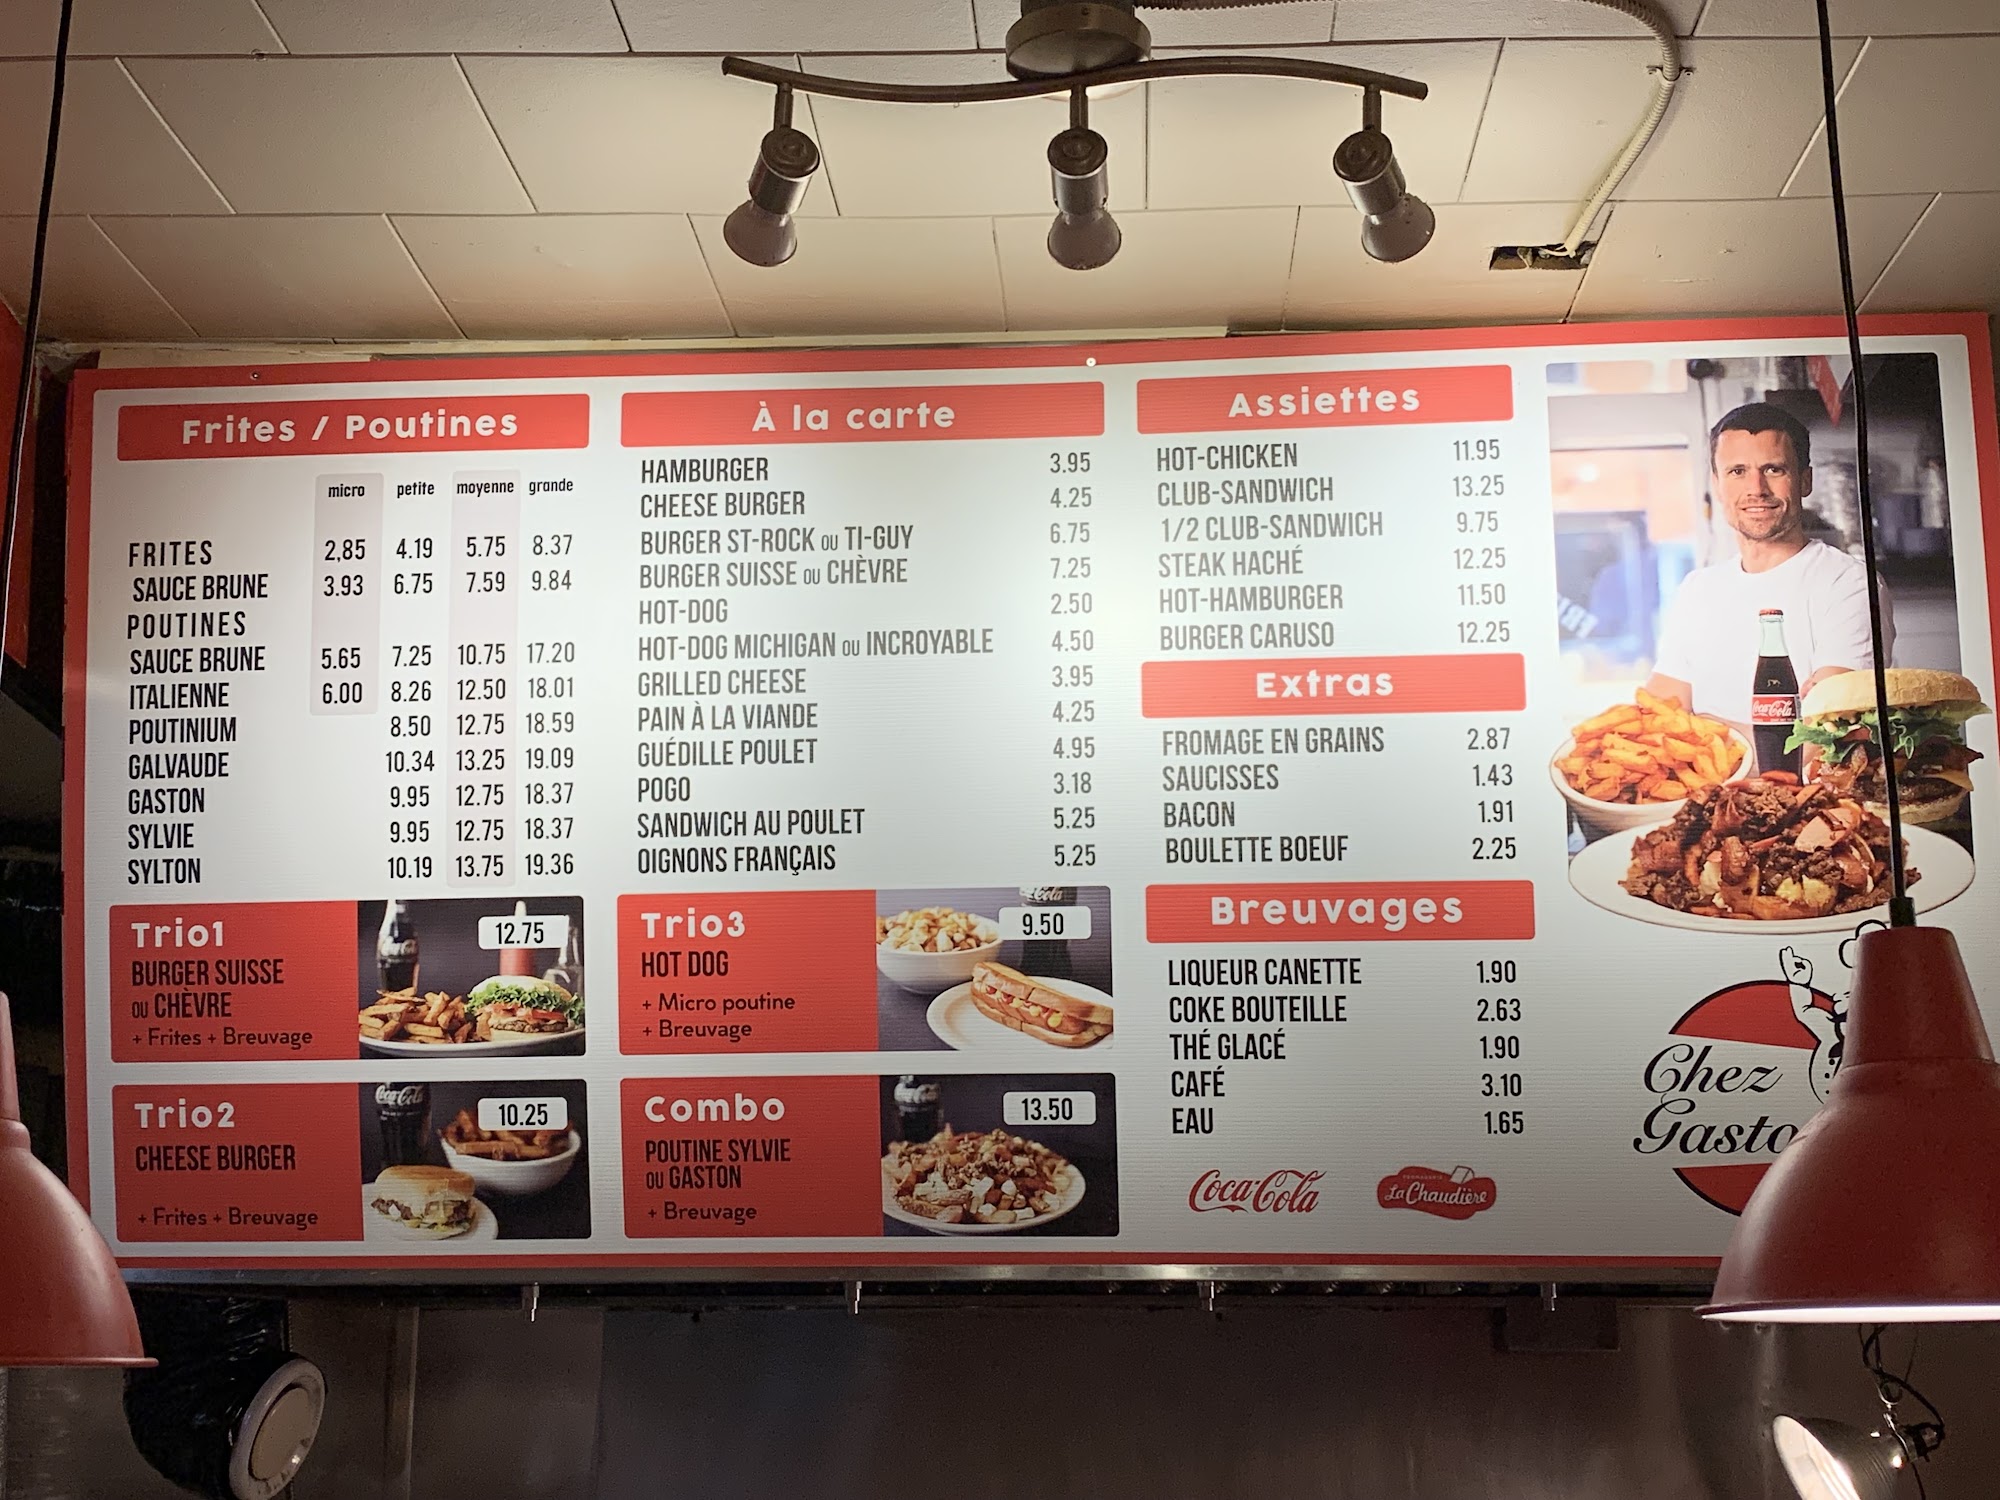 Frites / Poutines
micro petite moyenne grande
FRITES 2,85 4.19 5.75 8.37
SAUCE BRUNE 3.93 6.75 7.59 9.84
POUTINES
SAUCE BRUNE 5.65 7.25 10.75 17.20
ITALIENNE 6.00 8.26 12.50 18.01
POUTINIUM 8.50 12.75 18.59
GALVAUDE 10.34 13.25 19.09
GASTON 9.95 12.75 18.37
SYLVIE 9.95 12.75 18.37
SYLTON 10.19 13.75 19.36
Trio1 12.75
BURGER SUISSE
OU CHÈVRE
+ Frites + Breuvage
Trio2 10.25
CHEESE BURGER
+ Frites + Breuvage
À la carte
HAMBURGER 3.95
CHEESE BURGER 4.25
BURGER ST-ROCK OU TI-GUY 6.75
BURGER SUISSE OU CHÈVRE 7.25
HOT-DOG 2.50
HOT-DOG MICHIGAN OU INCROYABLE 4.50
GRILLED CHEESE 3.95
PAIN À LA VIANDE 4.25
GUÉDILLE POULET 4.95
POGO 3.18
SANDWICH AU POULET 5.25
OIGNONS FRANÇAIS 5.25
Trio3 9.50
HOT DOG
+ Micro poutine
+ Breuvage
Combo 13.50
POUTINE SYLVIE
OU GASTON
+ Breuvage
Assiettes
HOT-CHICKEN 11.95
CLUB-SANDWICH 13.25
1/2 CLUB-SANDWICH 9.75
STEAK HACHÉ 12.25
HOT-HAMBURGER 11.50
BURGER CARUSO 12.25
Extras
FROMAGE EN GRAINS 2.87
SAUCISSES 1.43
BACON 1.91
BOULETTE BOEUF 2.25
Breuvages
LIQUEUR CANETTE 1.90
COKE BOUTEILLE 2.63
THÉ GLACÉ 1.90
CAFÉ 3.10
EAU 1.65
Coca-Cola
La Chaudière
Coca-Cola
Chez
Gasto